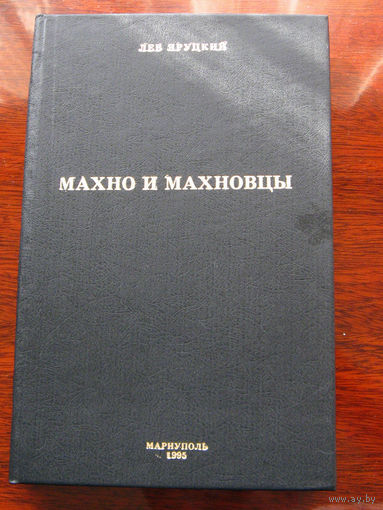 ЛЕВ ЯРУЦКИЙ
МАХНО И МАХНОВЦЫ
МАРИУПОЛЬ
1995
www.ay.by